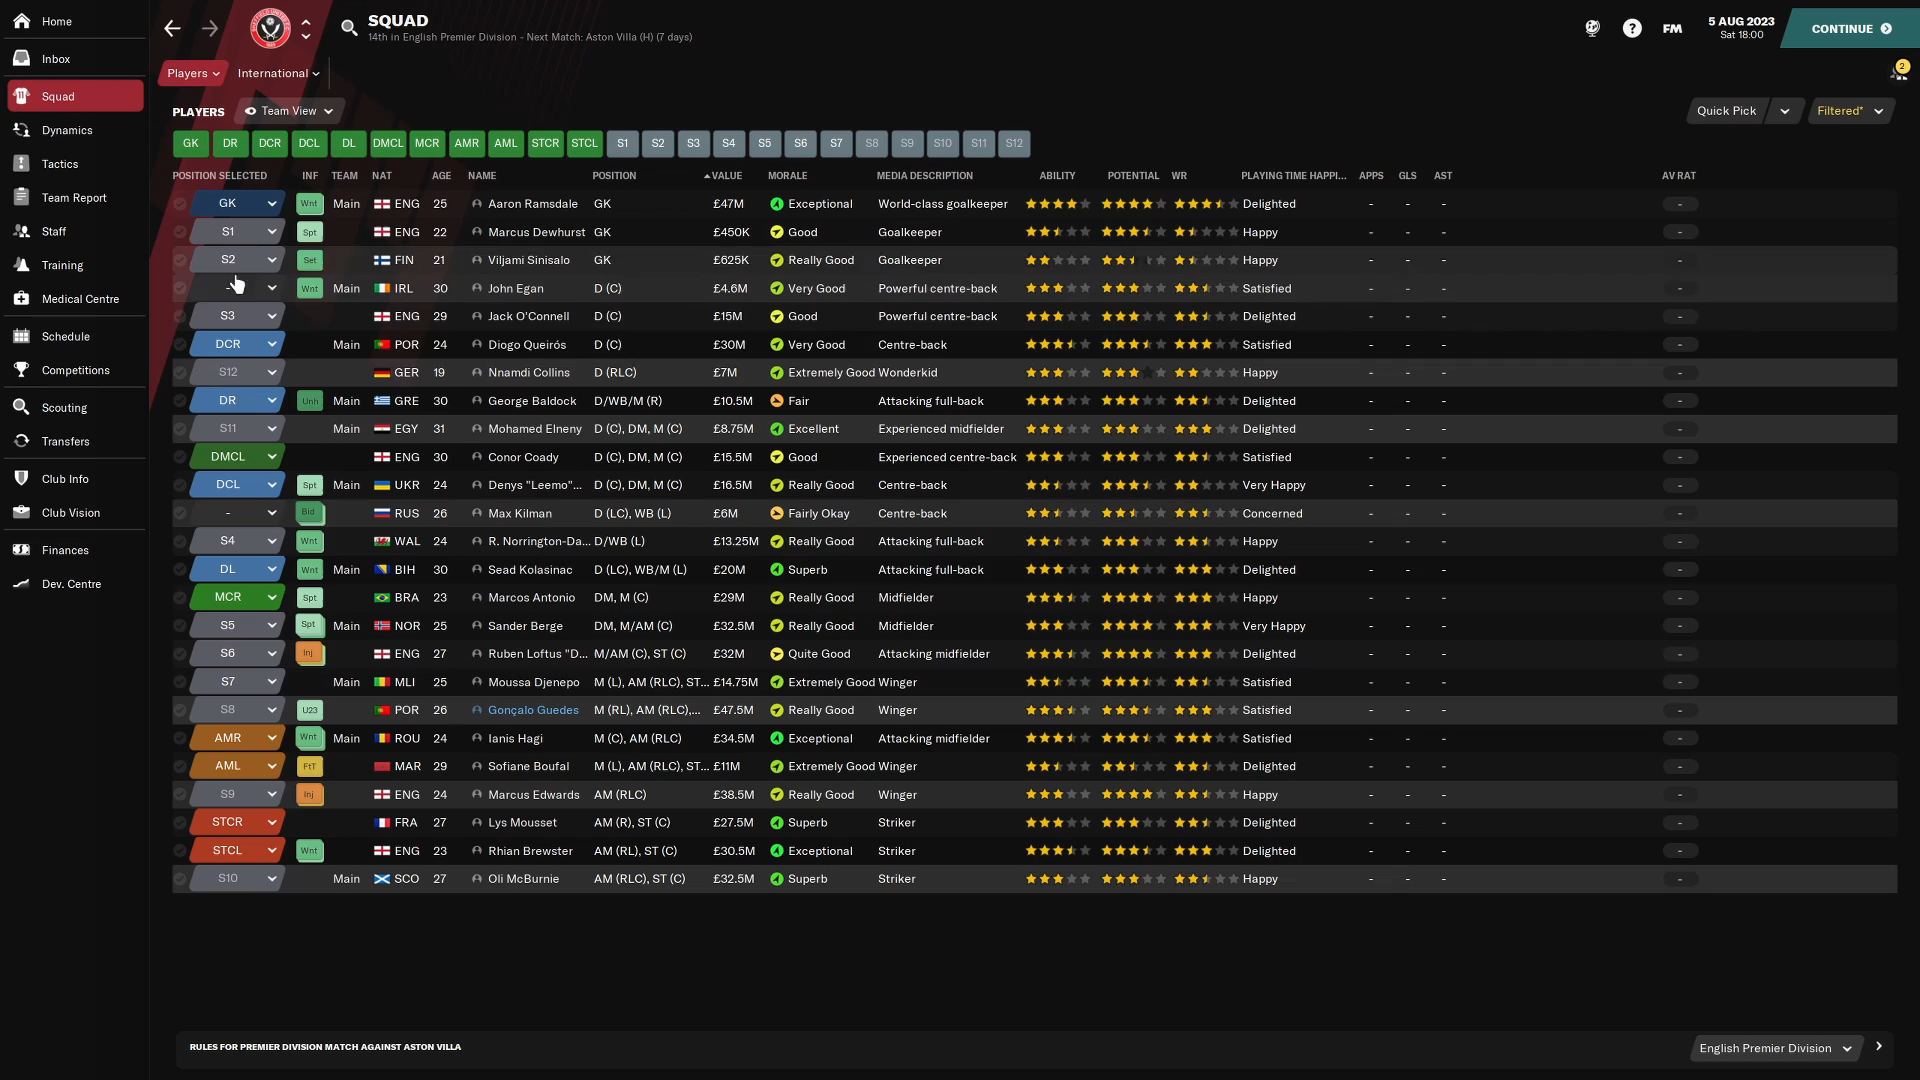 Home
Inbox
Squad
Dynamics
Tactics
Team Report
Staff
Training
Medical Centre
Schedule
Competitions
Scouting
Transfers
Club Info
Club Vision
Finances
Dev. Centre
SQUAD
14th in English Premier Division - Next Match: Aston Villa (H) (7 days)
? FM 5 AUG 2023 Sat 18:00 CONTINUE
2
Players International
PLAYERS Team View Quick Pick Filtered*
GK DR DCR DCL DL DMCL MCR AMR AML STCR STCL S1 S2 S3 S4 S5 S6 S7 S8 S9 S10 S11 S12
POSITION SELECTED INF TEAM NAT AGE NAME POSITION VALUE MORALE MEDIA DESCRIPTION ABILITY POTENTIAL WR PLAYING TIME HAPPI... APPS GLS AST AV RAT
GK Wnt Main ENG 25 Aaron Ramsdale GK £47M Exceptional World-class goalkeeper Delighted - - - -
S1 Spt ENG 22 Marcus Dewhurst GK £450K Good Goalkeeper Happy - - - -
S2 Set FIN 21 Viljami Sinisalo GK £625K Really Good Goalkeeper Happy - - - -
- Wnt Main IRL 30 John Egan D (C) £4.6M Very Good Powerful centre-back Satisfied - - - -
S3 ENG 29 Jack O'Connell D (C) £15M Good Powerful centre-back Delighted - - - -
DCR Main POR 24 Diogo Queirós D (C) £30M Very Good Centre-back Satisfied - - - -
S12 GER 19 Nnamdi Collins D (RLC) £7M Extremely Good Wonderkid Happy - - - -
DR Unh Main GRE 30 George Baldock D/WB/M (R) £10.5M Fair Attacking full-back Delighted - - - -
S11 Main EGY 31 Mohamed Elneny D (C), DM, M (C) £8.75M Excellent Experienced midfielder Delighted - - - -
DMCL ENG 30 Conor Coady D (C), DM, M (C) £15.5M Good Experienced centre-back Satisfied - - - -
DCL Spt Main UKR 24 Denys "Leemo"... D (C), DM, M (C) £16.5M Really Good Centre-back Very Happy - - - -
- Bid RUS 26 Max Kilman D (LC), WB (L) £6M Fairly Okay Centre-back Concerned - - - -
S4 Wnt WAL 24 R. Norrington-Da... D/WB (L) £13.25M Really Good Attacking full-back Happy - - - -
DL Wnt Main BIH 30 Sead Kolasinac D (LC), WB/M (L) £20M Superb Attacking full-back Delighted - - - -
MCR Spt BRA 23 Marcos Antonio DM, M (C) £29M Really Good Midfielder Happy - - - -
S5 Spt Main NOR 25 Sander Berge DM, M/AM (C) £32.5M Really Good Midfielder Very Happy - - - -
S6 Inj ENG 27 Ruben Loftus "D... M/AM (C), ST (C) £32M Quite Good Attacking midfielder Delighted - - - -
S7 Main MLI 25 Moussa Djenepo M (L), AM (RLC), ST... £14.75M Extremely Good Winger Satisfied - - - -
S8 U23 POR 26 Gonçalo Guedes M (RL), AM (RLC),... £47.5M Really Good Winger Satisfied - - - -
AMR Wnt Main ROU 24 Ianis Hagi M (C), AM (RLC) £34.5M Exceptional Attacking midfielder Satisfied - - - -
AML FtT MAR 29 Sofiane Boufal M (L), AM (RLC), ST... £11M Extremely Good Winger Delighted - - - -
S9 Inj ENG 24 Marcus Edwards AM (RLC) £38.5M Really Good Winger Happy - - - -
STCR FRA 27 Lys Mousset AM (R), ST (C) £27.5M Superb Striker Delighted - - - -
STCL Wnt ENG 23 Rhian Brewster AM (RL), ST (C) £30.5M Exceptional Striker Delighted - - - -
S10 Main SCO 27 Oli McBurnie AM (RLC), ST (C) £32.5M Superb Striker Happy - - - -
RULES FOR PREMIER DIVISION MATCH AGAINST ASTON VILLA English Premier Division